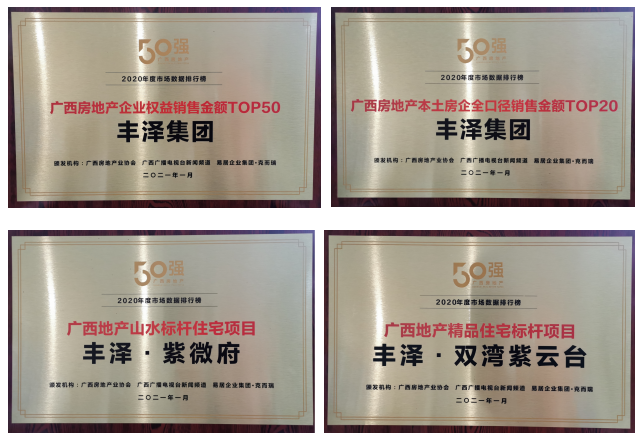 50强
2020年度市场数据排行榜
广西房地产企业权益销售金额TOP50
丰泽集团
颁发机构：广西房地产业协会 广西广播电视台新闻频道 易居企业集团·克而瑞
二〇二一年一月
50强
2020年度市场数据排行榜
广西房地产本土房企全口径销售金额TOP20
丰泽集团
颁发机构：广西房地产业协会 广西广播电视台新闻频道 易居企业集团·克而瑞
二〇二一年一月
50强
2020年度市场数据排行榜
广西地产山水标杆住宅项目
丰泽·紫微府
颁发机构：广西房地产业协会 广西广播电视台新闻频道 易居企业集团·克而瑞
二〇二一年一月
50强
2020年度市场数据排行榜
广西地产精品住宅标杆项目
丰泽·双湾紫云台
颁发机构：广西房地产业协会 广西广播电视台新闻频道 易居企业集团·克而瑞
二〇二一年一月